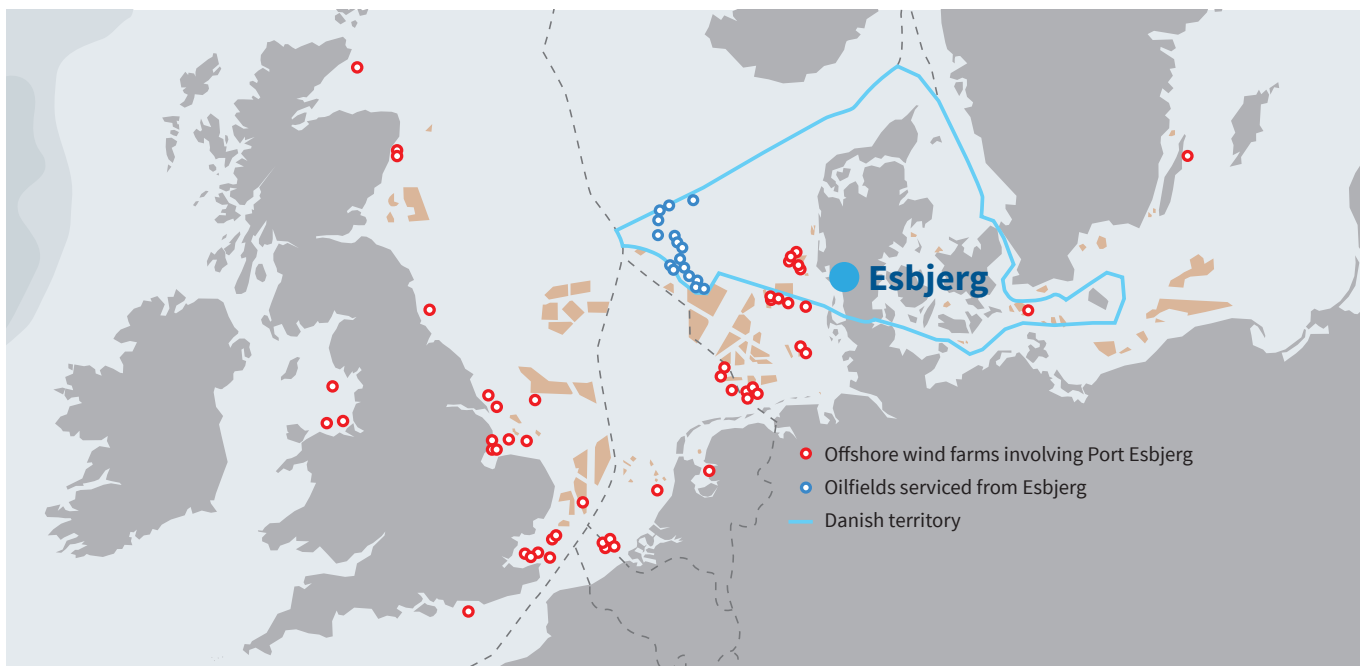 Esbjerg
Offshore wind farms involving Port Esbjerg
Oilfields serviced from Esbjerg
Danish territory